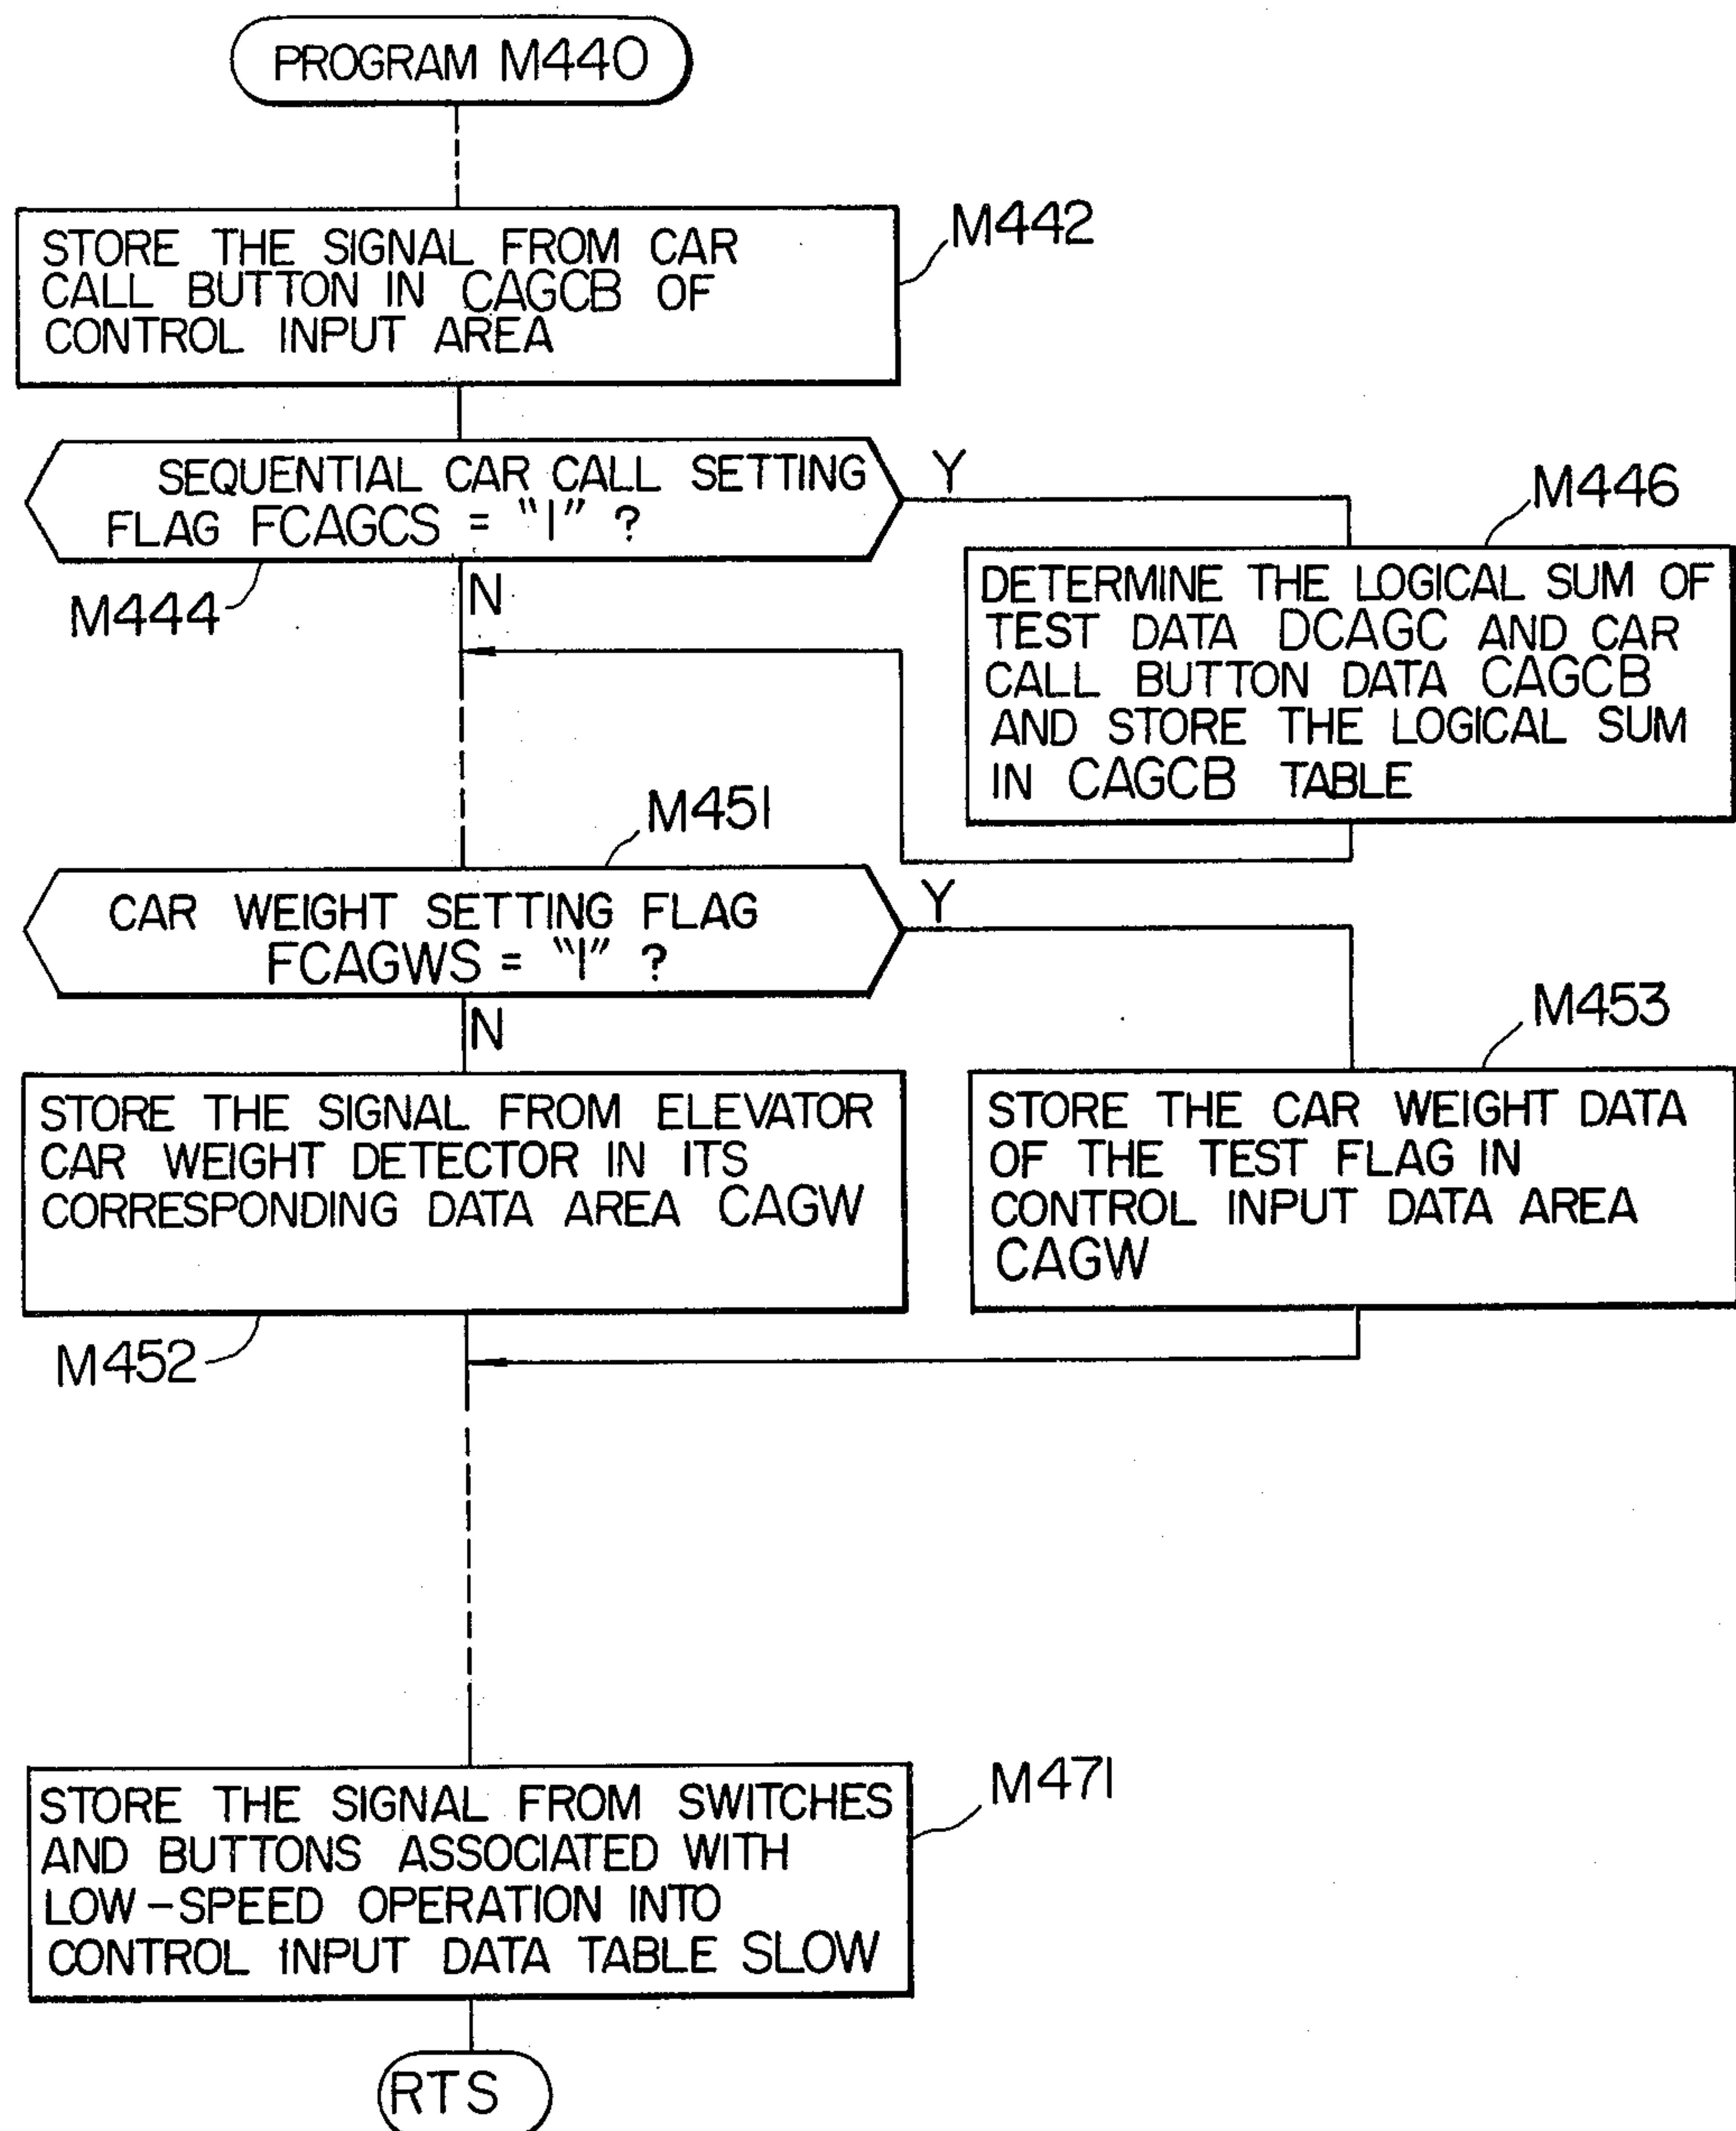 PROGRAM M440
M442
STORE THE SIGNAL FROM CAR
CALL BUTTON IN CAGCB OF
CONTROL INPUT AREA
SEQUENTIAL CAR CALL SETTING
FLAG FCAGCS = "1" ?
Y
M446
M444
N
DETERMINE THE LOGICAL SUM OF
TEST DATA DCAGC AND CAR
CALL BUTTON DATA CAGCB
AND STORE THE LOGICAL SUM
IN CAGCB TABLE
M451
CAR WEIGHT SETTING FLAG
FCAGWS = "1" ?
Y
N
M453
STORE THE SIGNAL FROM ELEVATOR
CAR WEIGHT DETECTOR IN ITS
CORRESPONDING DATA AREA CAGW
STORE THE CAR WEIGHT DATA
OF THE TEST FLAG IN
CONTROL INPUT DATA AREA
CAGW
M452
M471
STORE THE SIGNAL FROM SWITCHES
AND BUTTONS ASSOCIATED WITH
LOW-SPEED OPERATION INTO
CONTROL INPUT DATA TABLE SLOW
RTS